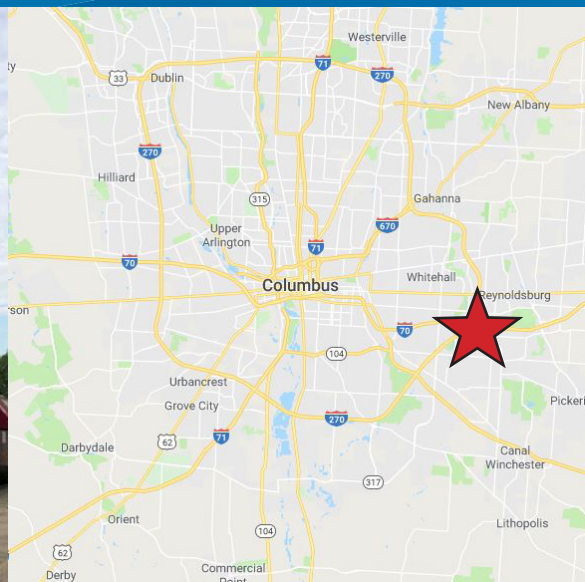 Westerville
71
270
33
Dublin
ty
New Albany
270
Hilliard
315
Gahanna
670
Upper
Arlington
71
70
Whitehall
Columbus
Reynoldsburg
rson
70
104
Urbancrest
Grove City
270
Pickeri
62
71
Darbydale
Canal
Winchester
317
Orient
Lithopolis
104
62
Commercial
Point
Derby